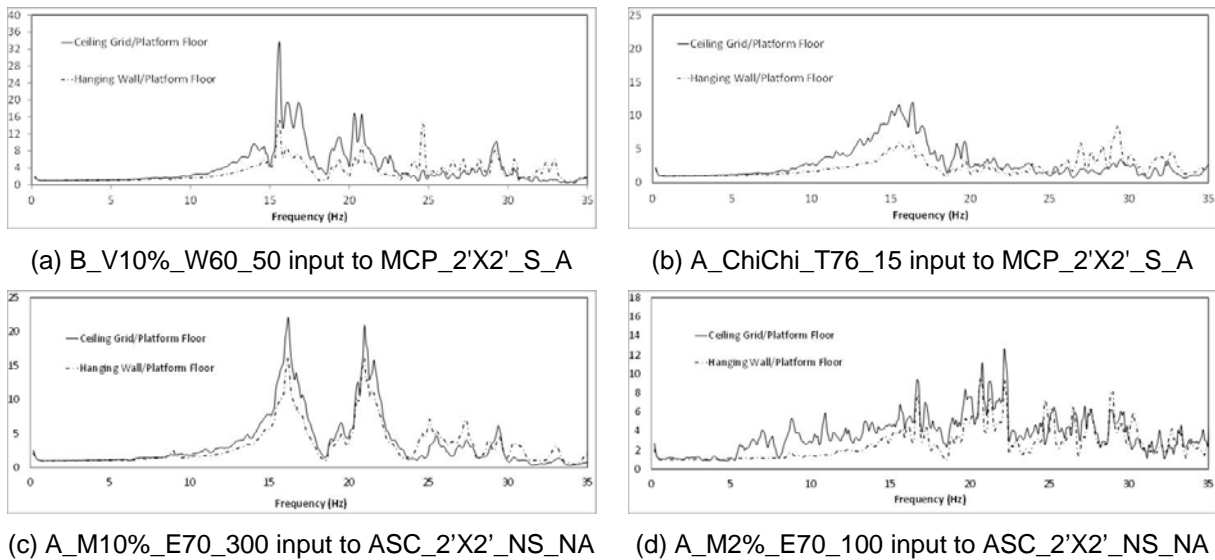 40
36
32
28
24
20
16
12
8
4
0
Ceiling Grid/Platform Floor
Hanging Wall/Platform Floor
0 5 10 15 20 25 30 35
Frequency (Hz)
25
20
15
10
5
0
Ceiling Grid/Platform Floor
Hanging Wall/Platform Floor
0 5 10 15 20 25 30 35
Frequency (Hz)
(a) B_V10%_W60_50 input to MCP_2'X2'_S_A
(b) A_ChiChi_T76_15 input to MCP_2'X2'_S_A
25
20
15
10
5
0
Ceiling Grid/Platform Floor
Hanging Wall/Platform Floor
0 5 10 15 20 25 30 35
Frequency (Hz)
18
16
14
12
10
8
6
4
2
0
Ceiling Grid/Platform Floor
Hanging Wall/Platform Floor
0 5 10 15 20 25 30 35
Frequency (Hz)
(c) A_M10%_E70_300 input to ASC_2’X2’_NS_NA
(d) A_M2%_E70_100 input to ASC_2’X2’_NS_NA